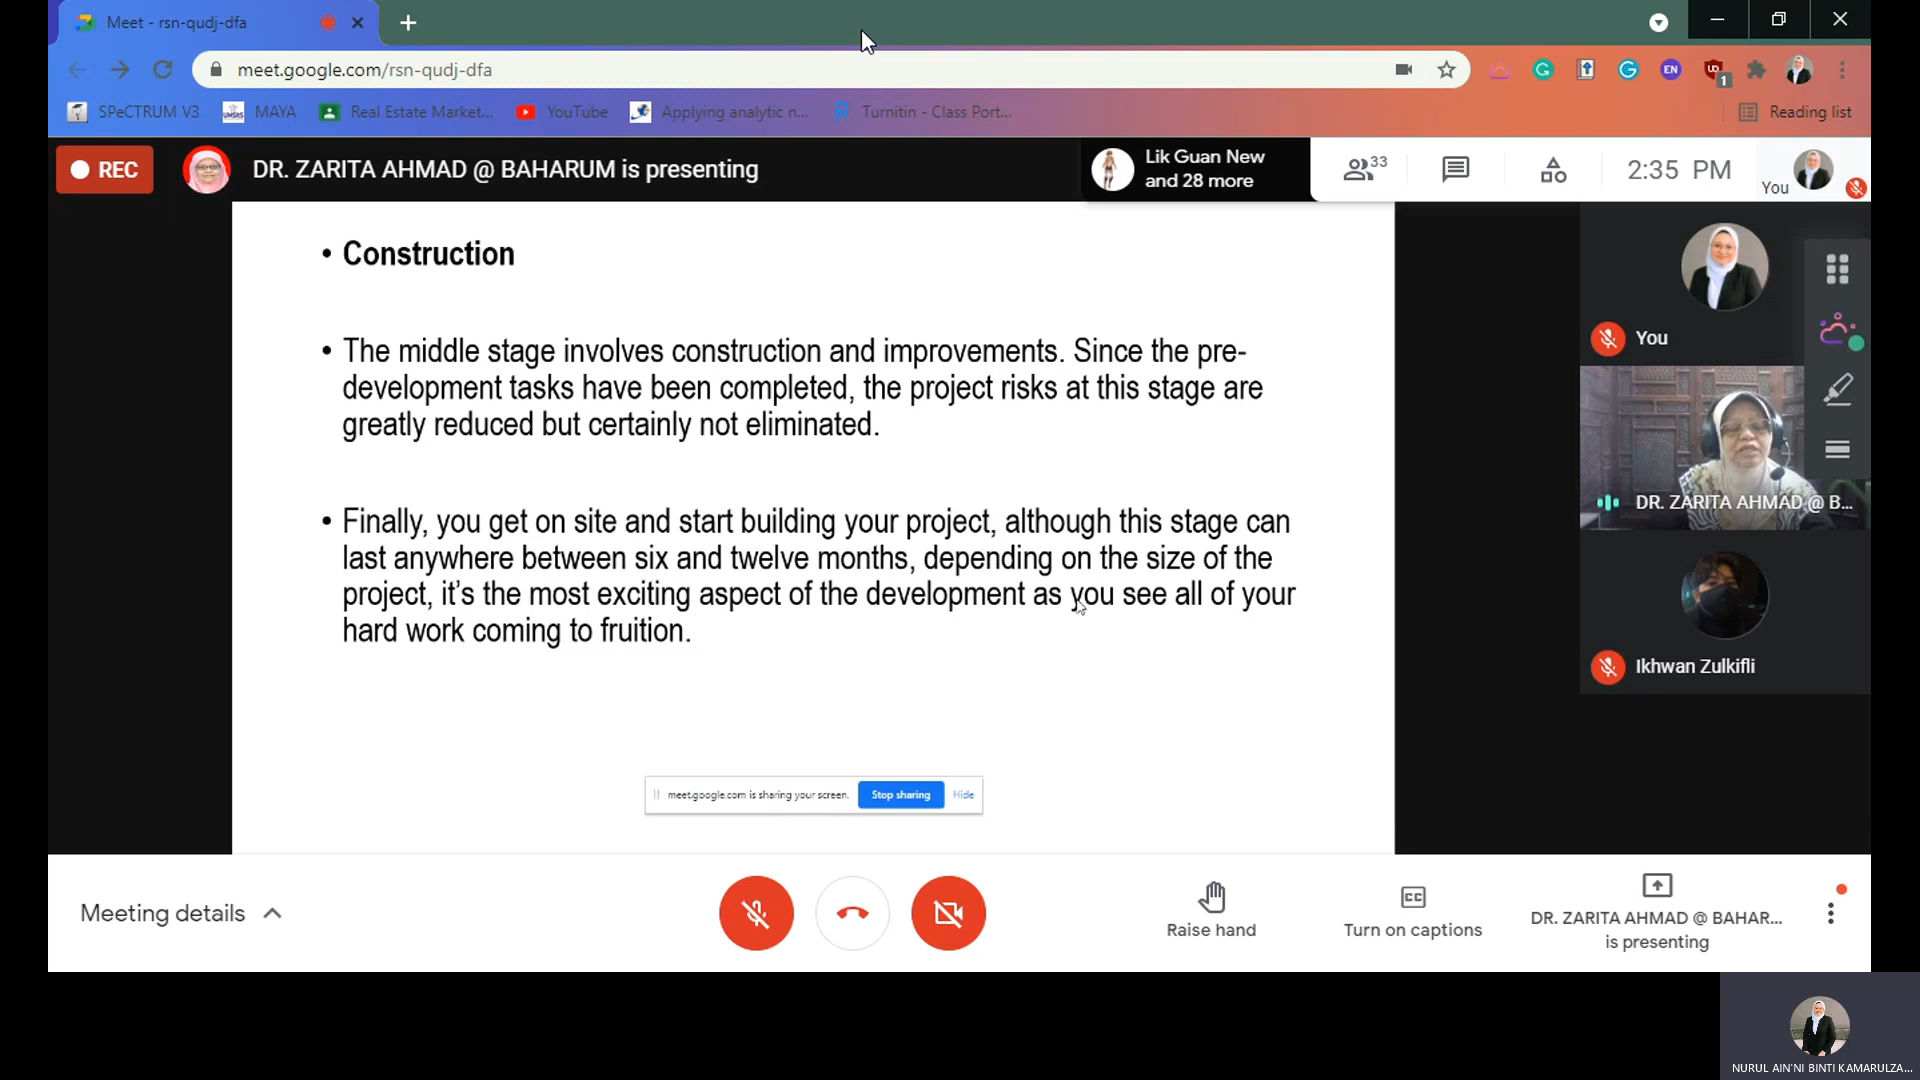 Meet - rsn-qudj-dfa
meet.google.com/rsn-qudj-dfa
EN
1
SPeCTRUM V3
MAYA
Real Estate Market...
YouTube
Applying analytic n...
Turnitin - Class Port...
Reading list
REC
DR. ZARITA AHMAD @ BAHARUM is presenting
Lik Guan New
and 28 more
33
2:35 PM
You
• Construction
• The middle stage involves construction and improvements. Since the pre-
development tasks have been completed, the project risks at this stage are
greatly reduced but certainly not eliminated.
• Finally, you get on site and start building your project, although this stage can
last anywhere between six and twelve months, depending on the size of the
project, it's the most exciting aspect of the development as you see all of your
hard work coming to fruition.
You
DR. ZARITA AHMAD @ B...
Ikhwan Zulkifli
meet.google.com is sharing your screen.
Stop sharing
Hide
Meeting details
Raise hand
CC
Turn on captions
DR. ZARITA AHMAD @ BAHAR...
is presenting
NURUL AIN'NI BINTI KAMARULZA...